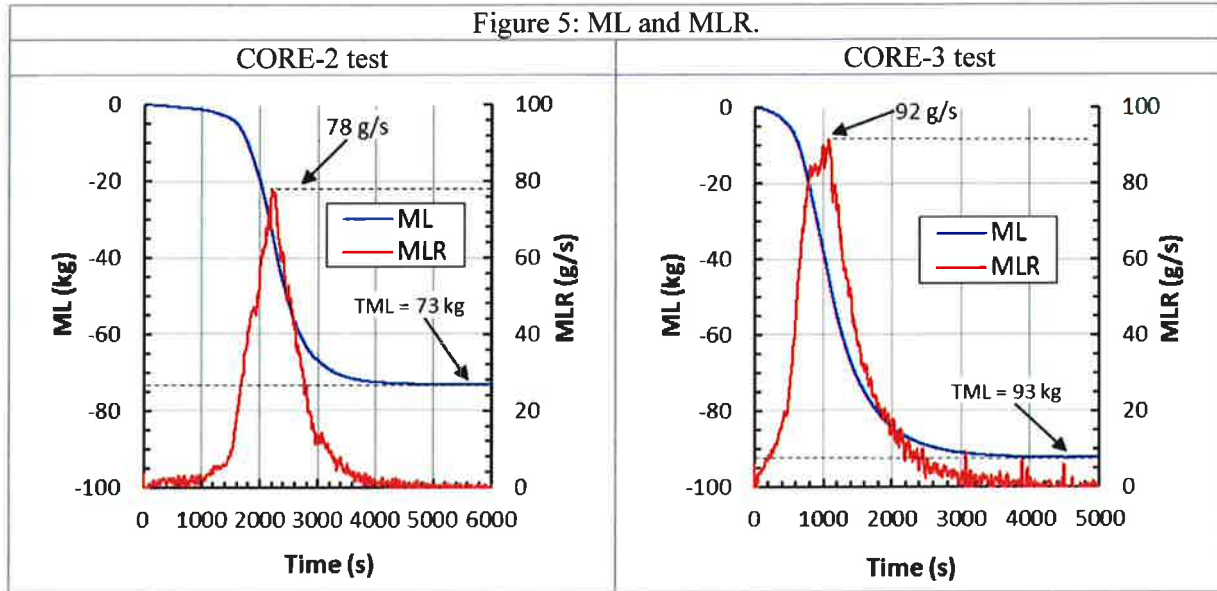 Figure 5: ML and MLR.
CORE-2 test
CORE-3 test
0
-20
-40
-60
-80
-100
ML (kg)
100
80
60
40
20
0
MLR (g/s)
78 g/s
ML
MLR
TML = 73 kg
0 1000 2000 3000 4000 5000 6000
Time (s)
0
-20
-40
-60
-80
-100
ML (kg)
100
80
60
40
20
0
MLR (g/s)
92 g/s
ML
MLR
TML = 93 kg
0 1000 2000 3000 4000 5000
Time (s)